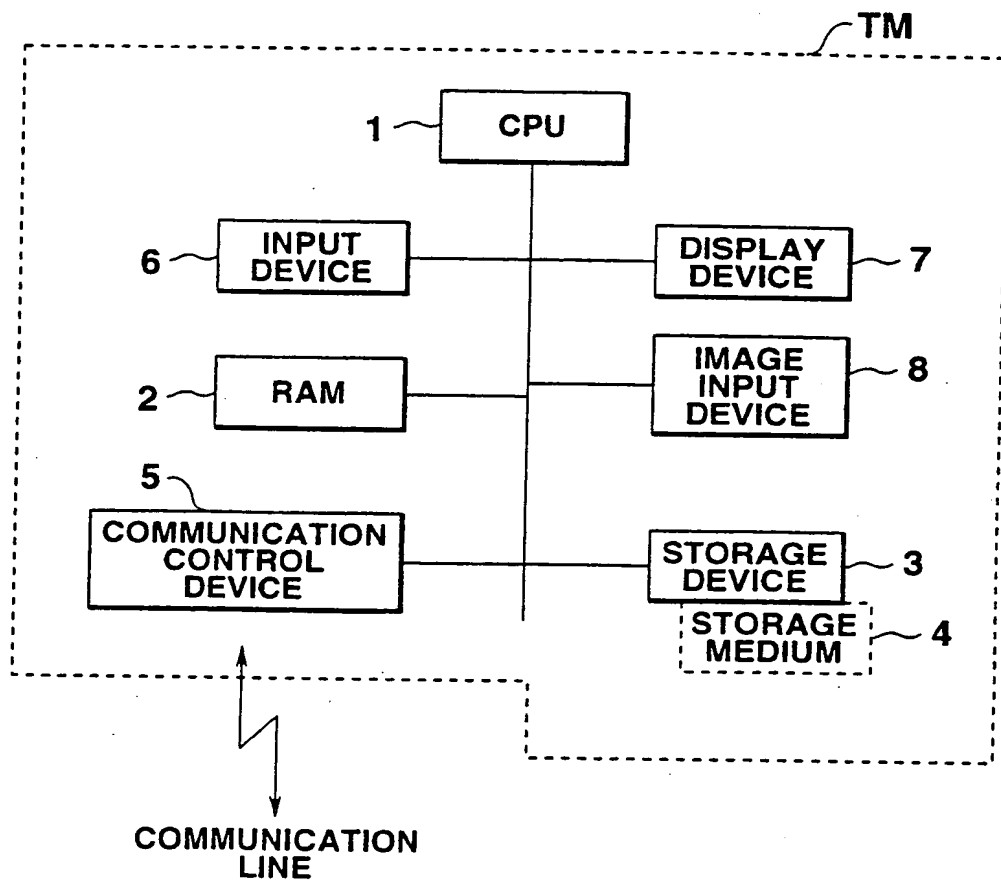 TM
1
CPU
6
INPUT
DEVICE
DISPLAY
DEVICE
7
2
RAM
IMAGE
INPUT
DEVICE
8
5
COMMUNICATION
CONTROL
DEVICE
STORAGE
DEVICE
3
STORAGE
MEDIUM
4
COMMUNICATION
LINE